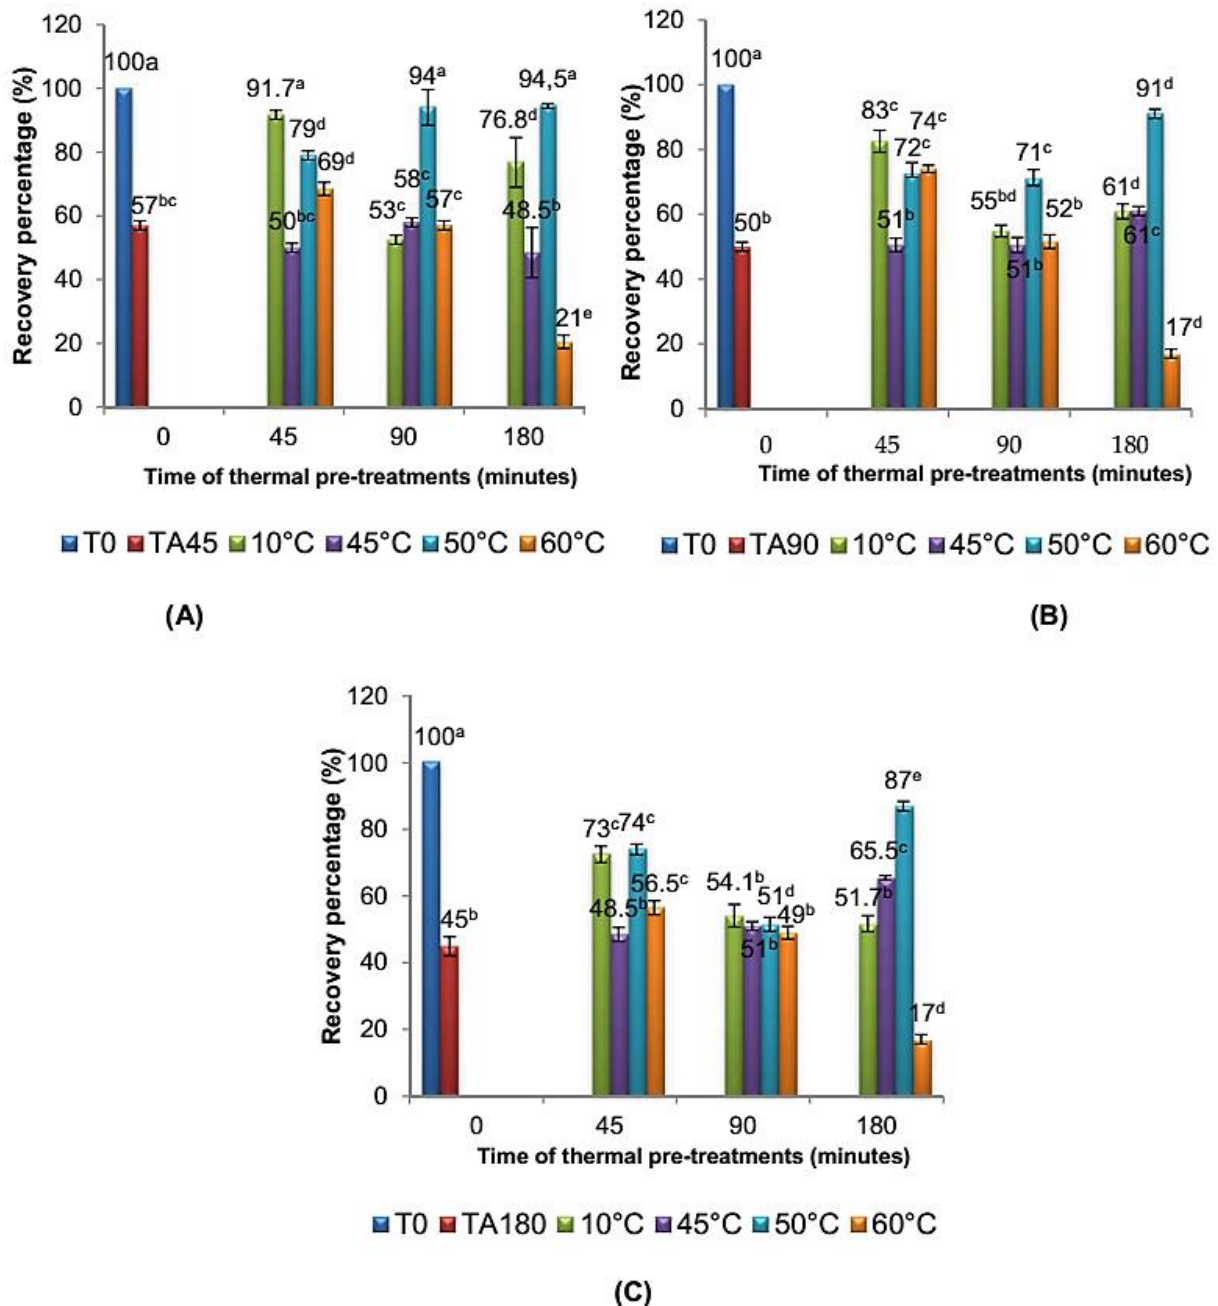 120
100
80
60
40
20
0
Recovery percentage (%)
100a
57bc
91.7a
50bc
79d
69d
53c
58c
94a
57c
76.8d
48.5b
94,5a
21e
0 45 90 180
Time of thermal pre-treatments (minutes)
T0 TA45 10°C 45°C 50°C 60°C
(A)
120
100
80
60
40
20
0
Recovery percentage (%)
100a
50b
83c
51b
72c
74c
55bd
51b
71c
52b
61d
61c
91d
17d
0 45 90 180
Time of thermal pre-treatments (minutes)
T0 TA90 10°C 45°C 50°C 60°C
(B)
120
100
80
60
40
20
0
Recovery percentage (%)
100a
45b
73c
48.5b
74c
56.5c
54.1b
51b
51d
49b
51.7b
65.5c
87e
17d
0 45 90 180
Time of thermal pre-treatments (minutes)
T0 TA180 10°C 45°C 50°C 60°C
(C)